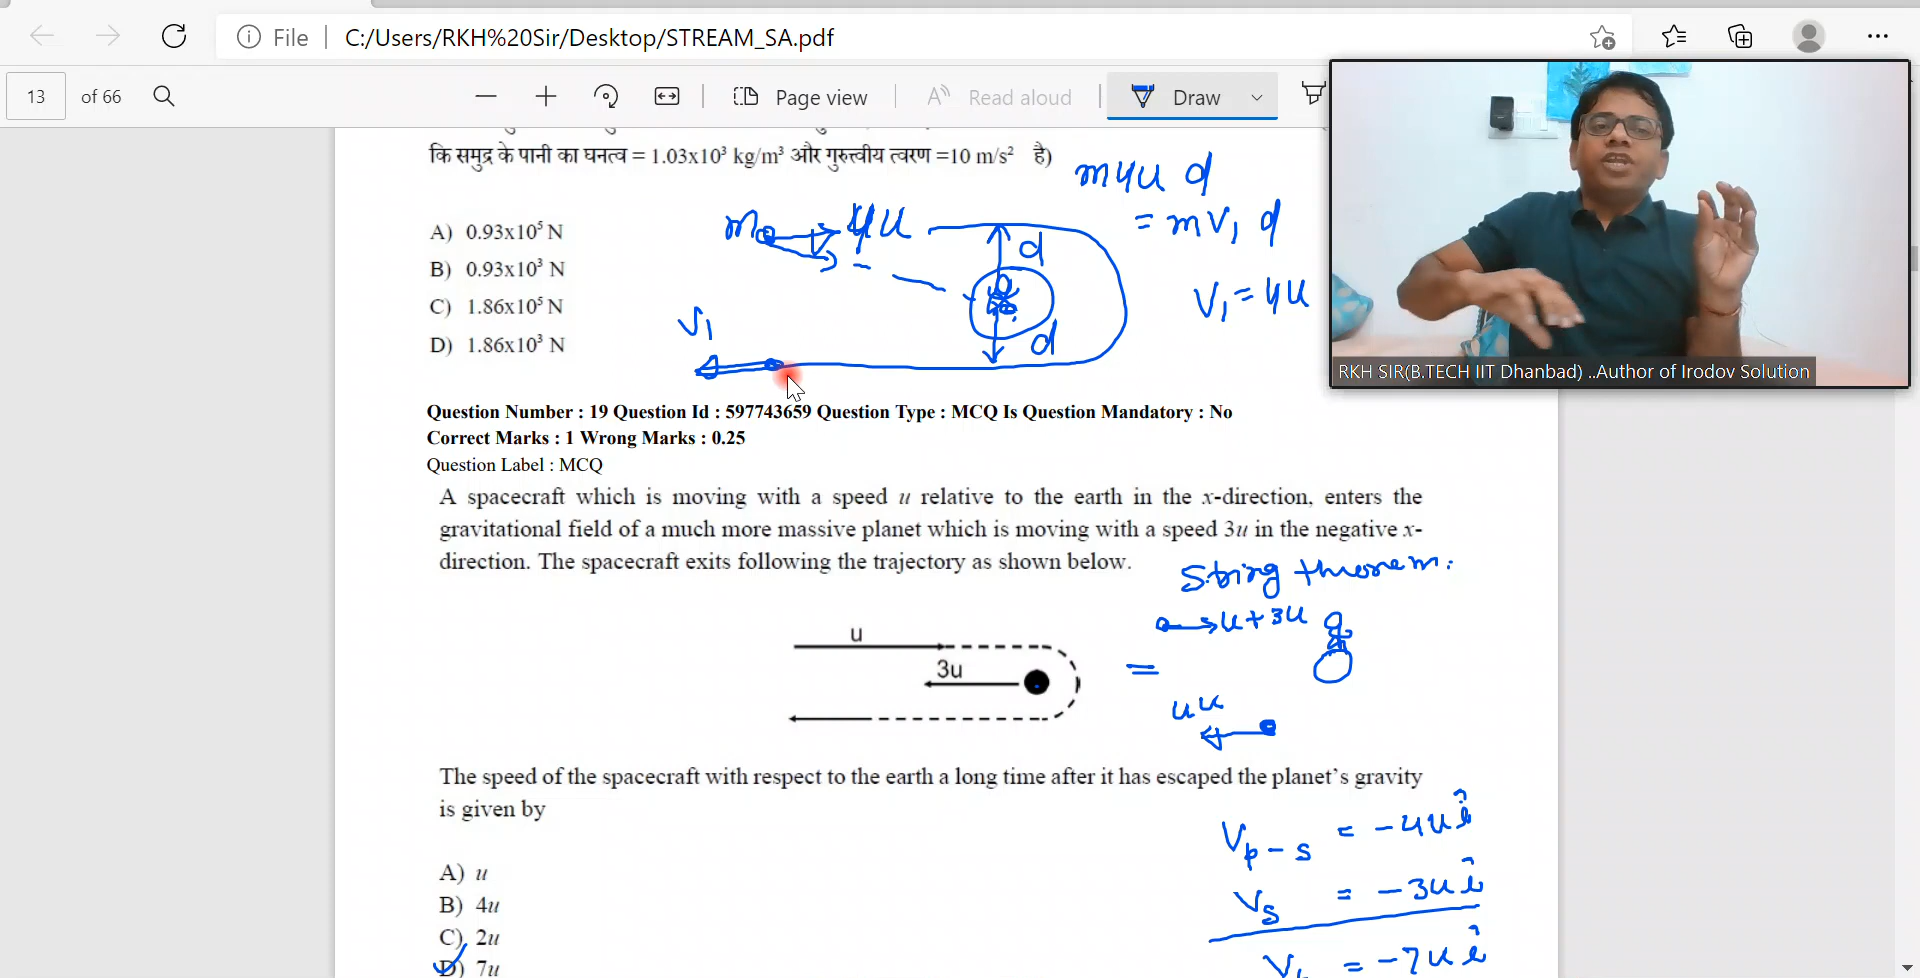 File | C:/Users/RKH%20Sir/Desktop/STREAM_SA.pdf
13 of 66
Page view
Read aloud
Draw
कि समुद्र के पानी का घनत्व = 1.03x10³ kg/m³ और गुरुत्वीय त्वरण =10 m/s² है)
A) 0.93x10⁵ N
B) 0.93x10³ N
C) 1.86x10⁵ N
D) 1.86x10³ N
m
4u
d
d
V₁
m4u d
= mV₁ d
V₁ = 4u
RKH SIR(B.TECH IIT Dhanbad) ..Author of Irodov Solution
Question Number : 19 Question Id : 597743659 Question Type : MCQ Is Question Mandatory : No
Correct Marks : 1 Wrong Marks : 0.25
Question Label : MCQ
A spacecraft which is moving with a speed u relative to the earth in the x-direction, enters the
gravitational field of a much more massive planet which is moving with a speed 3u in the negative x-
direction. The spacecraft exits following the trajectory as shown below.
String theorem.
u
3u
=
u+3u
4u
The speed of the spacecraft with respect to the earth a long time after it has escaped the planet's gravity
is given by
A) u
B) 4u
C) 2u
D) 7u
Vp-s = -4u î
Vs = -3u î
= -7u î